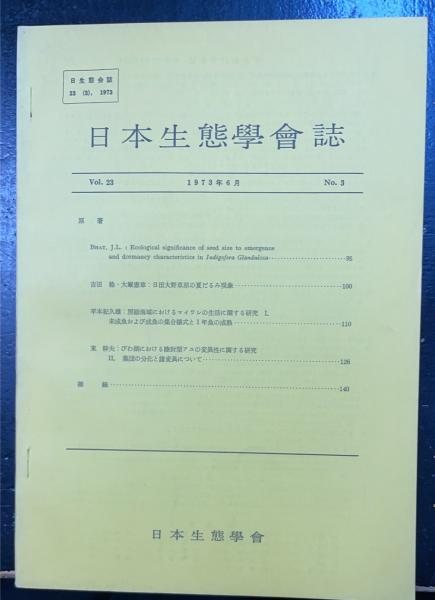 日生態会誌
23 (3), 1973
日本生態學會誌
Vol. 23 1973年6月 No. 3
原著
BHAT, J.L. : Ecological significance of seed size to emergence
and dormancy characteristics in Indigofera Glandulosa 95
吉田 稔・大賀憲章：日田大野草原の夏だるみ現象 100
平本紀久雄：房総海域におけるマイワシの生活に関する研究 I.
未成魚および成魚の集合様式と1年魚の成熟 110
東 幹夫：びわ湖における陸封型アユの変異性に関する研究
II. 集団の分化と諸変異について 126
雑録 140
日本生態學會